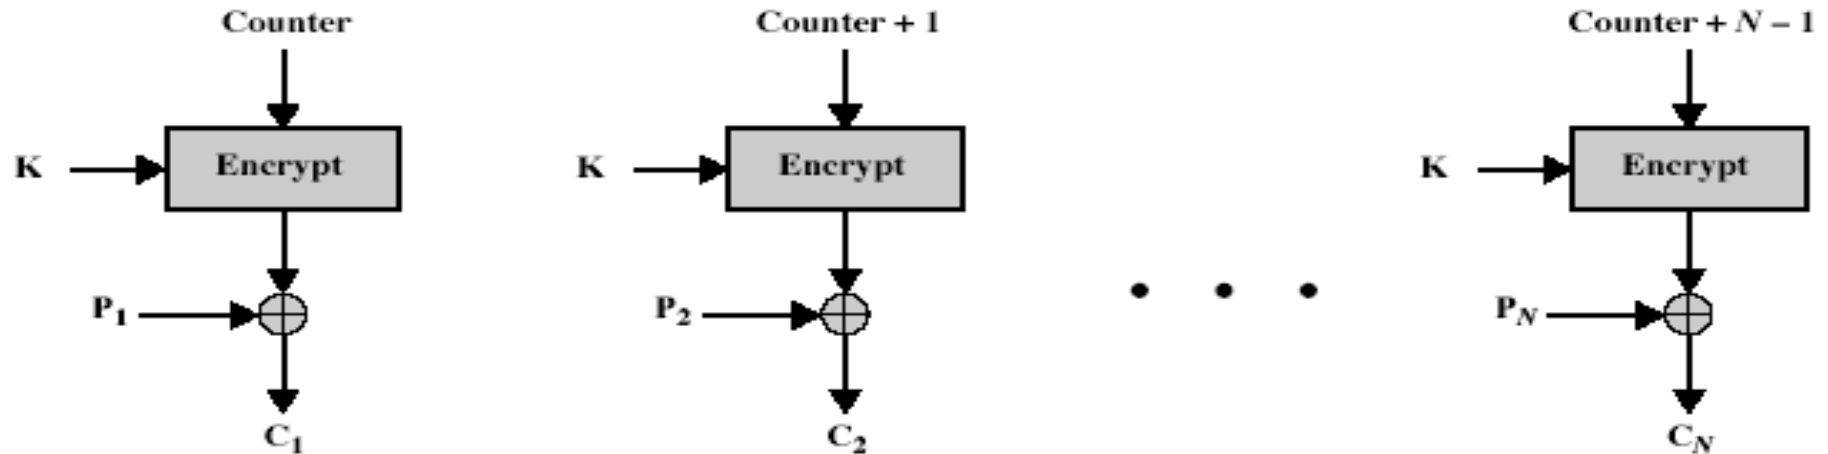 Counter
Counter + 1
Counter + N – 1
K
Encrypt
K
Encrypt
K
Encrypt
P1
P2
PN
C1
C2
CN